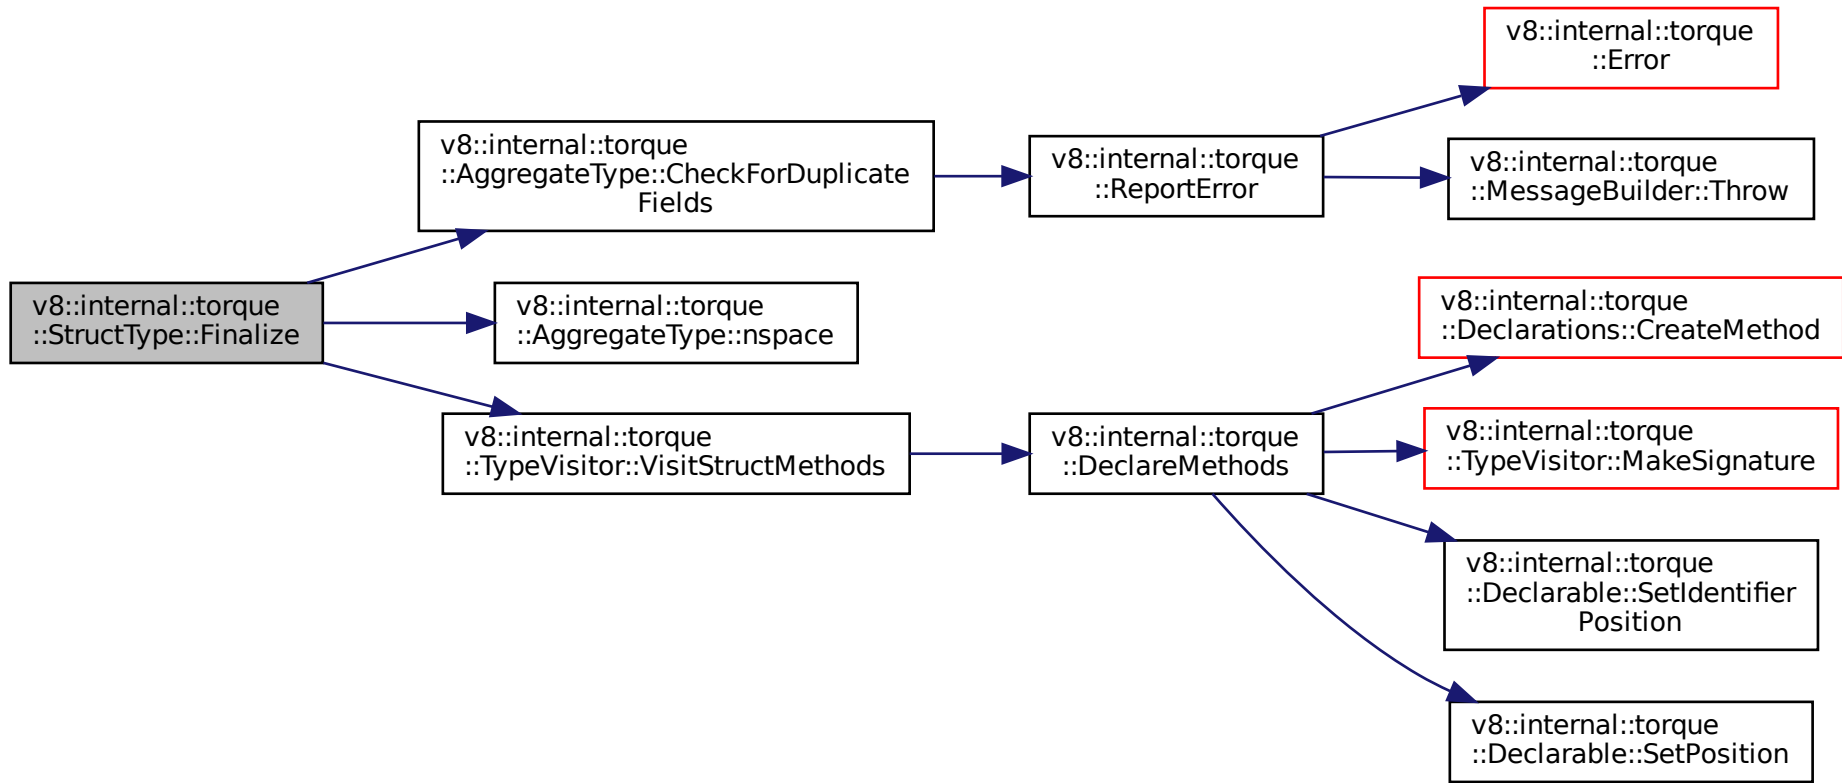 v8::internal::torque
::StructType::Finalize
v8::internal::torque
::AggregateType::CheckForDuplicate
Fields
v8::internal::torque
::ReportError
v8::internal::torque
::Error
v8::internal::torque
::MessageBuilder::Throw
v8::internal::torque
::AggregateType::nspace
v8::internal::torque
::TypeVisitor::VisitStructMethods
v8::internal::torque
::DeclareMethods
v8::internal::torque
::Declarations::CreateMethod
v8::internal::torque
::TypeVisitor::MakeSignature
v8::internal::torque
::Declarable::SetIdentifier
Position
v8::internal::torque
::Declarable::SetPosition